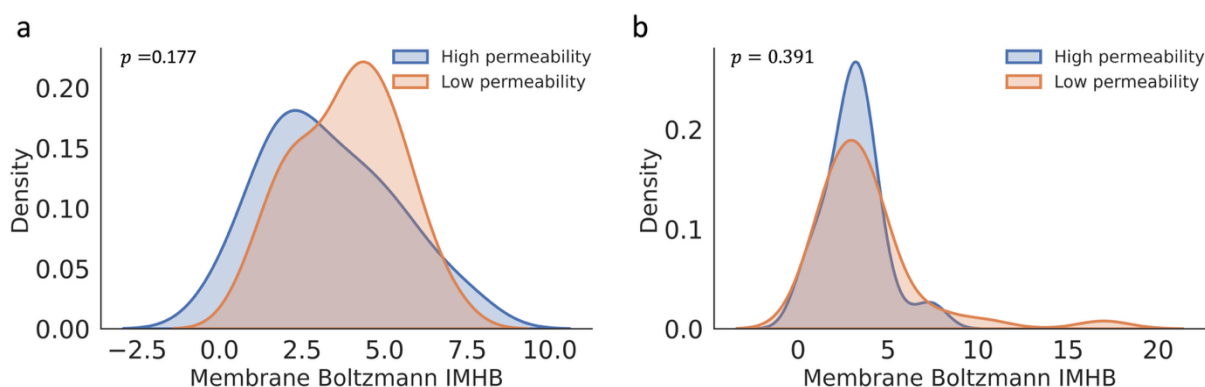 a
p =0.177
High permeability
Low permeability
Density
0.20
0.15
0.10
0.05
0.00
−2.5 0.0 2.5 5.0 7.5 10.0
Membrane Boltzmann IMHB
b
p = 0.391
High permeability
Low permeability
Density
0.2
0.1
0.0
0 5 10 15 20
Membrane Boltzmann IMHB